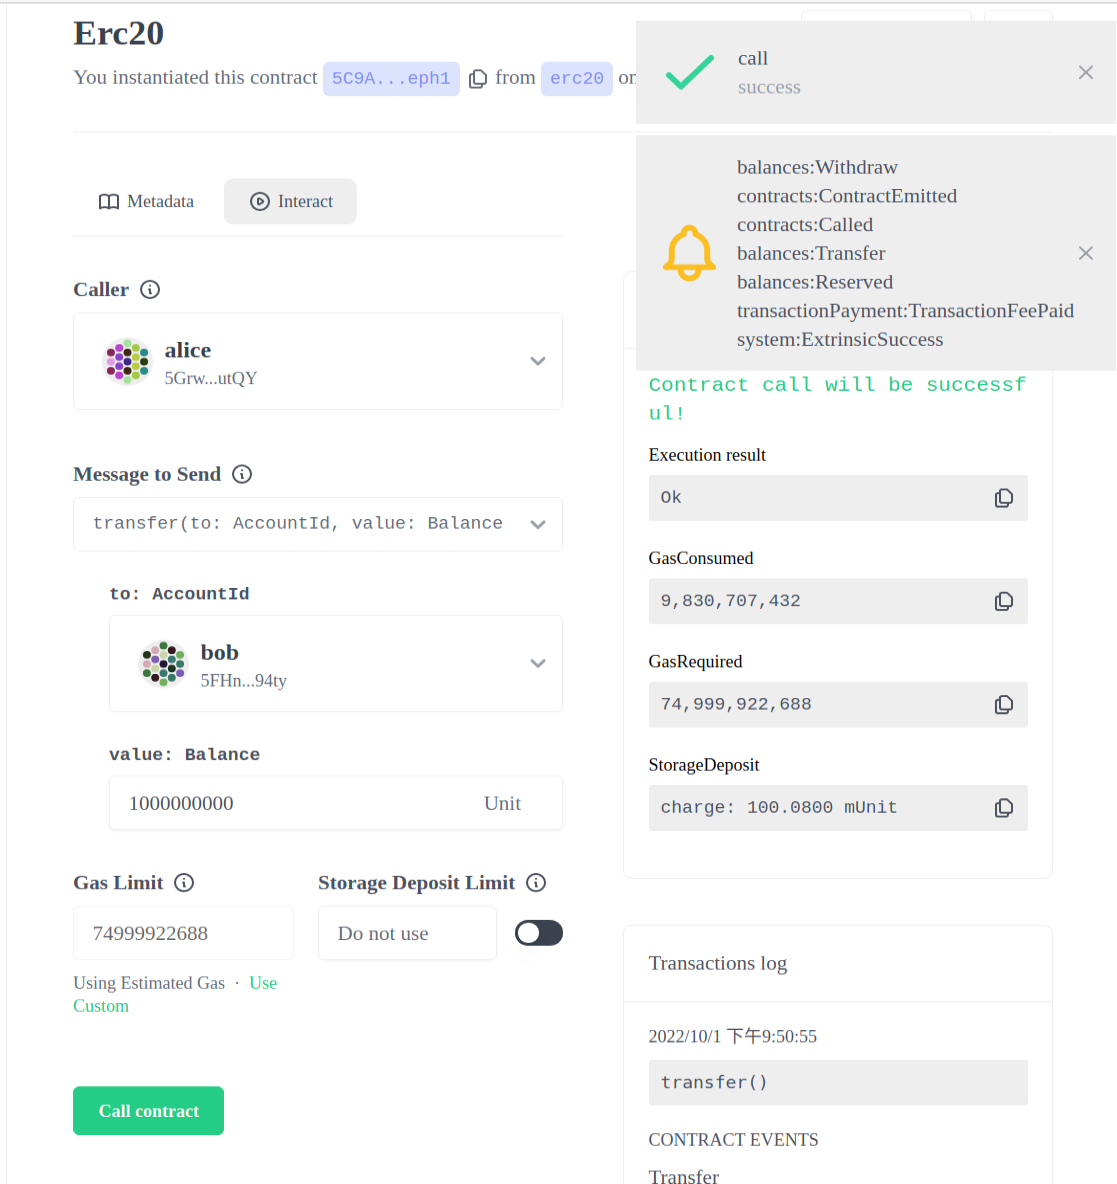 Erc20
You instantiated this contract 5C9A...eph1 from erc20 on
call
success
balances:Withdraw
contracts:ContractEmitted
contracts:Called
balances:Transfer
balances:Reserved
transactionPayment:TransactionFeePaid
system:ExtrinsicSuccess
Metadata
Interact
Caller
alice
5Grw...utQY
Message to Send
transfer(to: AccountId, value: Balance
to: AccountId
bob
5FHn...94ty
value: Balance
1000000000 Unit
Gas Limit
74999922688
Using Estimated Gas · Use
Custom
Storage Deposit Limit
Do not use
Call contract
Contract call will be successf
ul!
Execution result
Ok
GasConsumed
9,830,707,432
GasRequired
74,999,922,688
StorageDeposit
charge: 100.0800 mUnit
Transactions log
2022/10/1 下午9:50:55
transfer()
CONTRACT EVENTS
Transfer